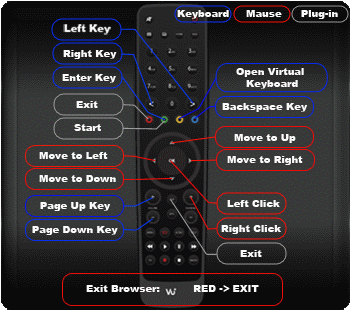 Keyboard
Mause
Plug-in
Left Key
Right Key
Enter Key
Open Virtual
Keyboard
Backspace Key
Exit
Start
Move to Up
Move to Left
Move to Right
OK
Move to Down
Left Click
Page Up Key
Right Click
Page Down Key
Exit
Exit Browser: RED -> EXIT